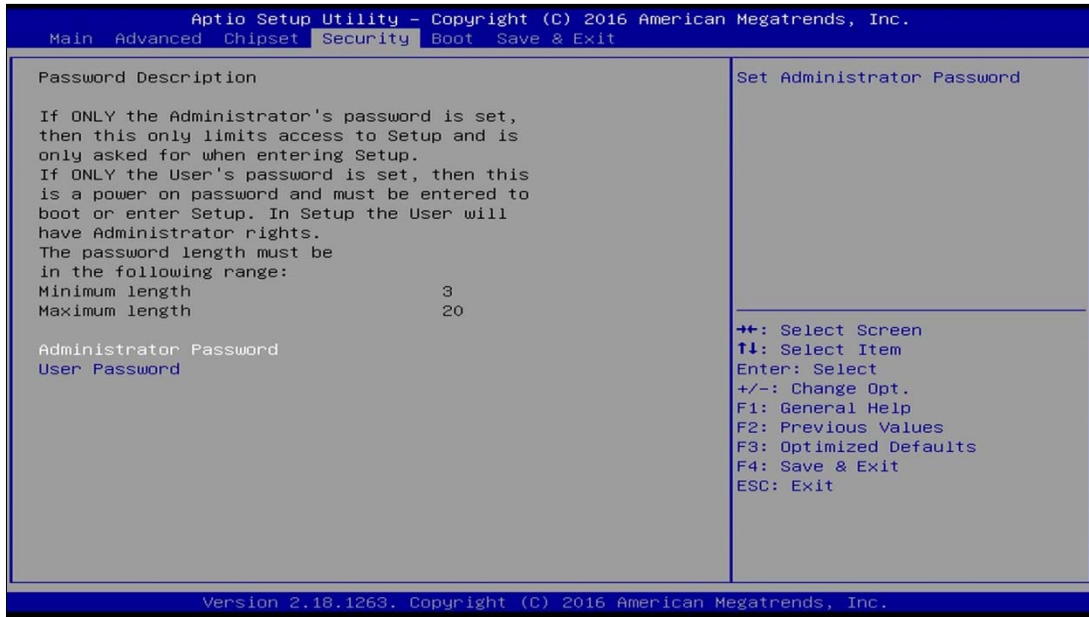 Aptio Setup Utility – Copyright (C) 2016 American Megatrends, Inc.
Main Advanced Chipset Security Boot Save & Exit
Password Description
If ONLY the Administrator's password is set,
then this only limits access to Setup and is
only asked for when entering Setup.
If ONLY the User's password is set, then this
is a power on password and must be entered to
boot or enter Setup. In Setup the User will
have Administrator rights.
The password length must be
in the following range:
Minimum length 3
Maximum length 20
Administrator Password
User Password
Set Administrator Password
→←: Select Screen
↑↓: Select Item
Enter: Select
+/-: Change Opt.
F1: General Help
F2: Previous Values
F3: Optimized Defaults
F4: Save & Exit
ESC: Exit
Version 2.18.1263. Copyright (C) 2016 American Megatrends, Inc.